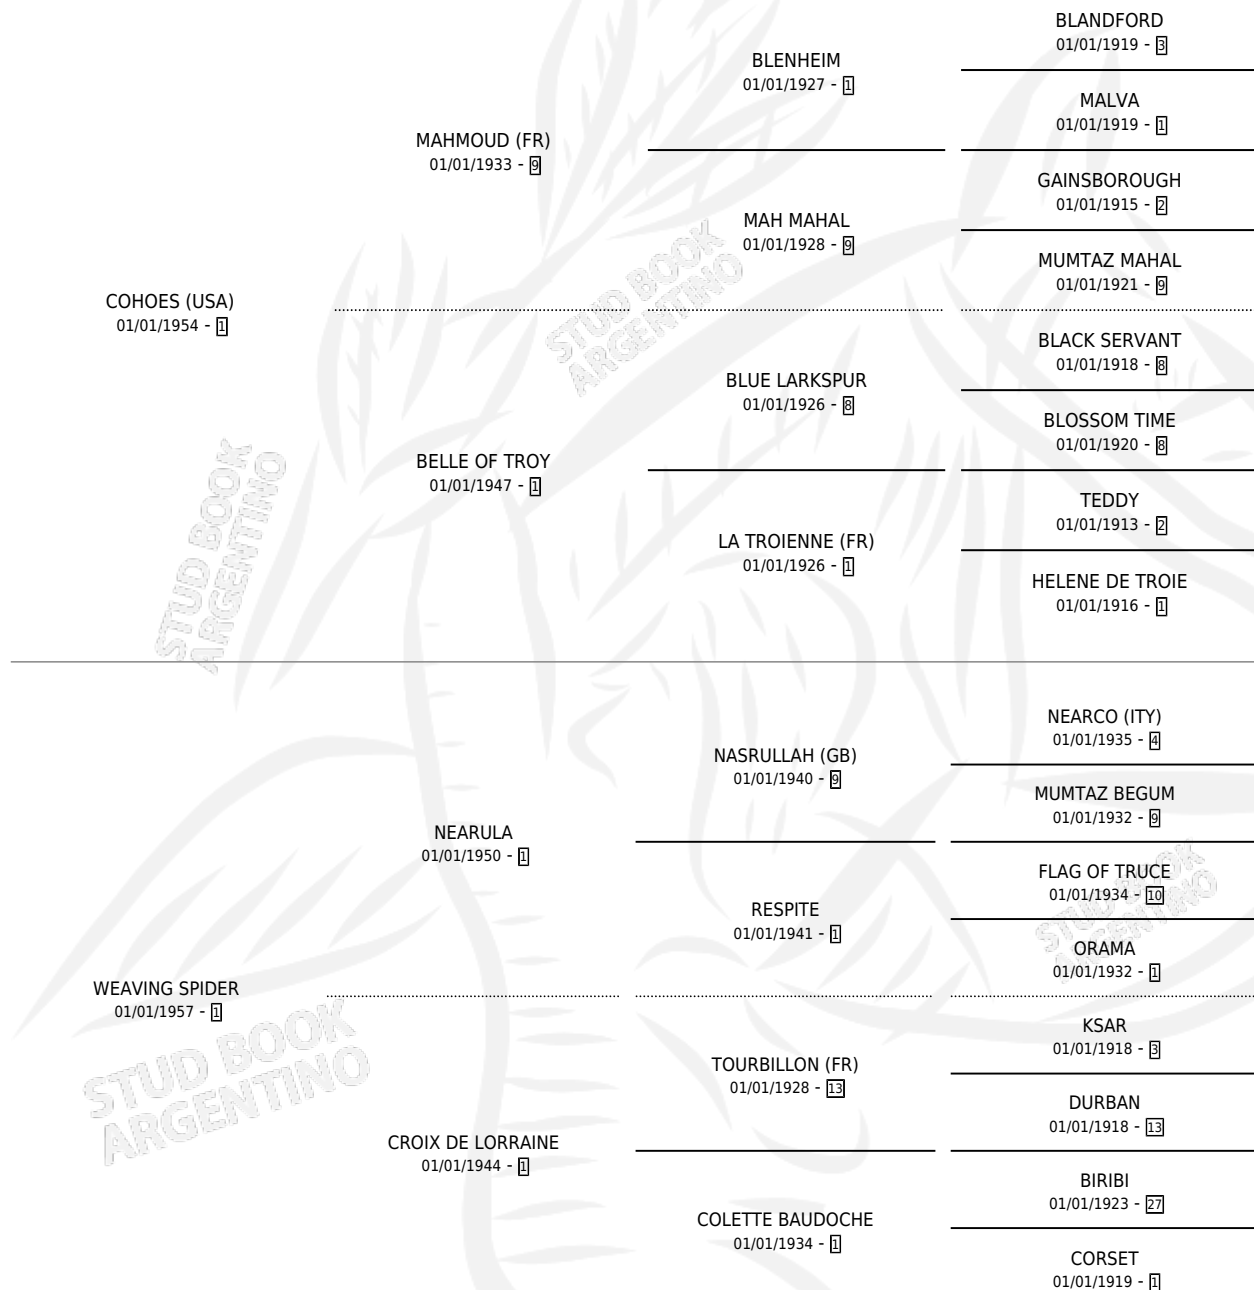 BLANDFORD
01/01/1919 - 3
BLENHEIM
01/01/1927 - 1
MALVA
01/01/1919 - 1
MAHMOUD (FR)
01/01/1933 - 9
GAINSBOROUGH
01/01/1915 - 2
MAH MAHAL
01/01/1928 - 9
MUMTAZ MAHAL
01/01/1921 - 9
COHOES (USA)
01/01/1954 - 1
STUD BOOK
ARGENTINO
BLACK SERVANT
01/01/1918 - 8
BLUE LARKSPUR
01/01/1926 - 8
BLOSSOM TIME
01/01/1920 - 8
BELLE OF TROY
01/01/1947 - 1
TEDDY
01/01/1913 - 2
LA TROIENNE (FR)
01/01/1926 - 1
HELENE DE TROIE
01/01/1916 - 1
STUD BOOK
ARGENTINO
NEARCO (ITY)
01/01/1935 - 4
NASRULLAH (GB)
01/01/1940 - 9
MUMTAZ BEGUM
01/01/1932 - 9
NEARULA
01/01/1950 - 1
FLAG OF TRUCE
01/01/1934 - 10
RESPITE
01/01/1941 - 1
STUD BOOK
ARGENTINO
ORAMA
01/01/1932 - 1
WEAVING SPIDER
01/01/1957 - 1
STUD BOOK
ARGENTINO
KSAR
01/01/1918 - 3
TOURBILLON (FR)
01/01/1928 - 13
DURBAN
01/01/1918 - 13
CROIX DE LORRAINE
01/01/1944 - 1
BIRIBI
01/01/1923 - 27
COLETTE BAUDOCHE
01/01/1934 - 1
CORSET
01/01/1919 - 1